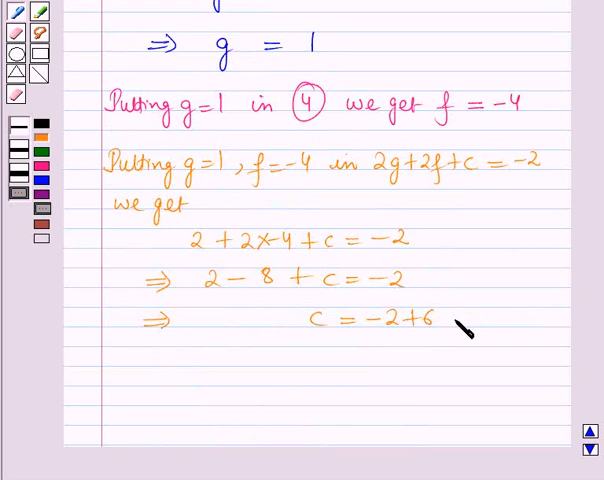 ⇒ g = 1
Putting g=1 in 4 we get f = -4
Putting g=1, f=-4 in 2g+2f+c = -2
we get
2 + 2×-4 + c = -2
⇒ 2 - 8 + c = -2
⇒ c = -2+6